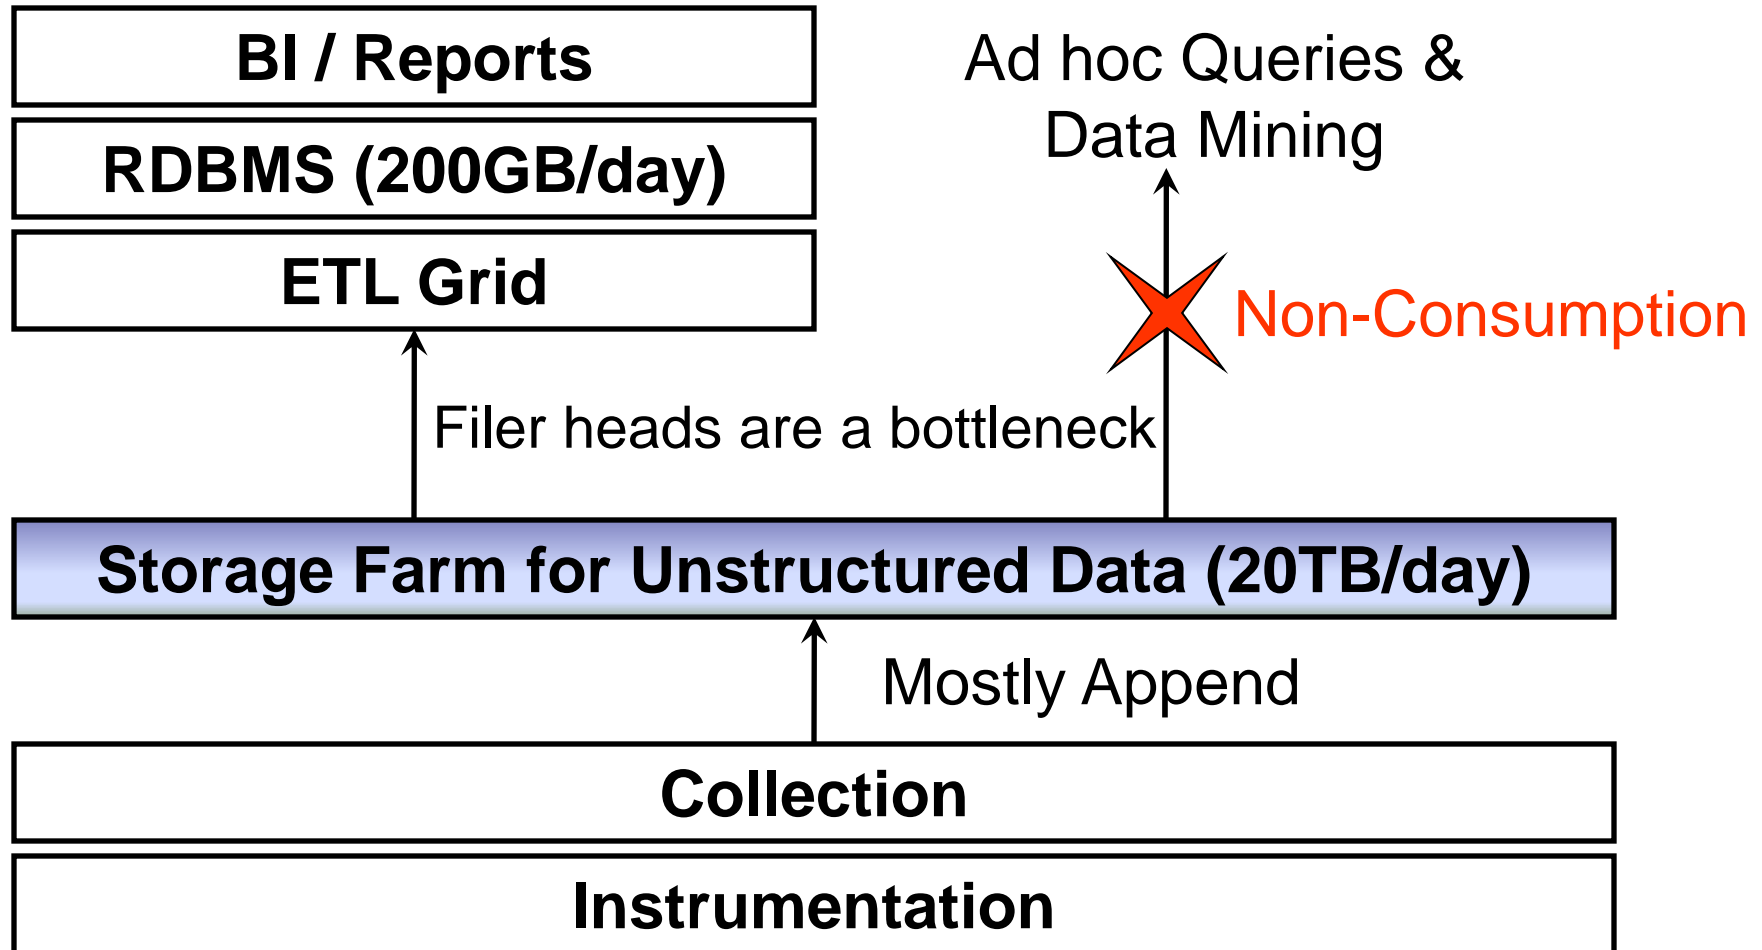 BI / Reports
RDBMS (200GB/day)
ETL Grid
Ad hoc Queries &
Data Mining
Non-Consumption
Filer heads are a bottleneck
Storage Farm for Unstructured Data (20TB/day)
Mostly Append
Collection
Instrumentation